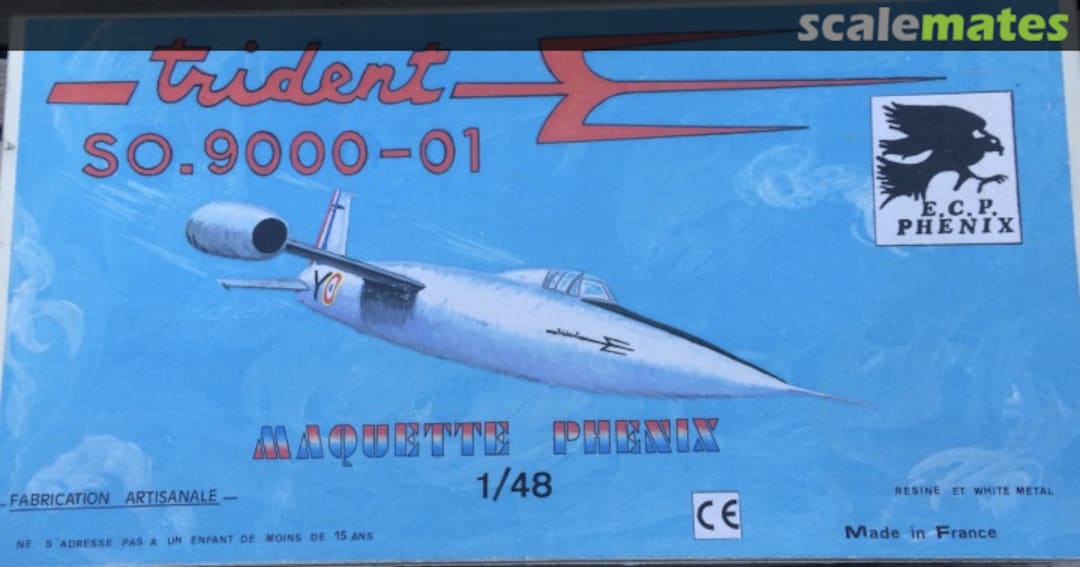 scalemates
trident
SO.9000-01
E.C.P.
PHENIX
Y
trident
MAQUETTE PHENIX
1/48
FABRICATION ARTISANALE
RESINE ET WHITE METAL
CE
NE S'ADRESSE PAS A UN ENFANT DE MOINS DE 15 ANS
Made in France